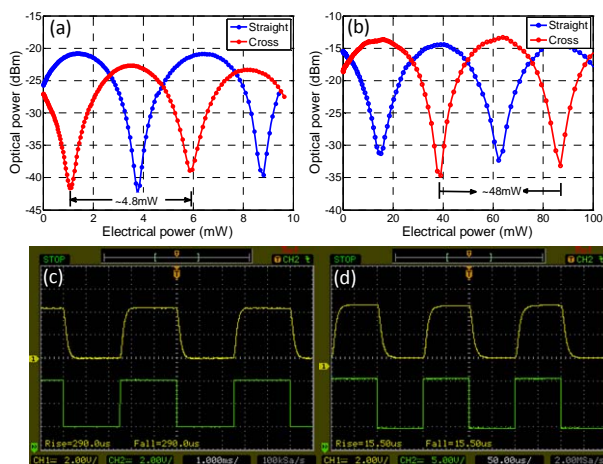 (a)
Straight
Cross
Optical power (dBm)
-10
-15
-20
-25
-30
-35
-40
-45
0
2
4
6
8
10
~4.8mW
Electrical power (mW)
(b)
Straight
Cross
Optical power (dBm)
-10
-15
-20
-25
-30
-35
-40
0
20
40
60
80
100
~48mW
Electrical power (mW)
STOP
CH2
(c)
Rise=290.0us Fall=290.0us
CH1= 2.00V/ CH2= 2.00V/ 1.000ms/ 100kSa/s
STOP
CH2
(d)
Rise=15.50us Fall=15.50us
CH1= 2.00V/ CH2= 5.00V/ 50.00us/ 2.00MSa/s